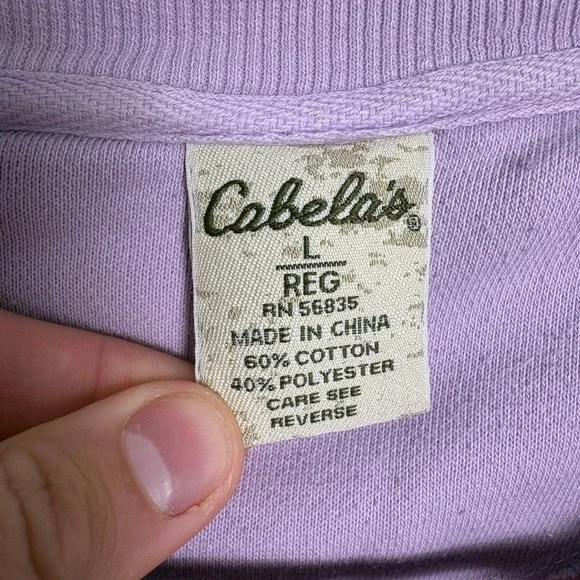 Cabela's®
L
REG
RN 56835
MADE IN CHINA
60% COTTON
40% POLYESTER
CARE SEE
REVERSE